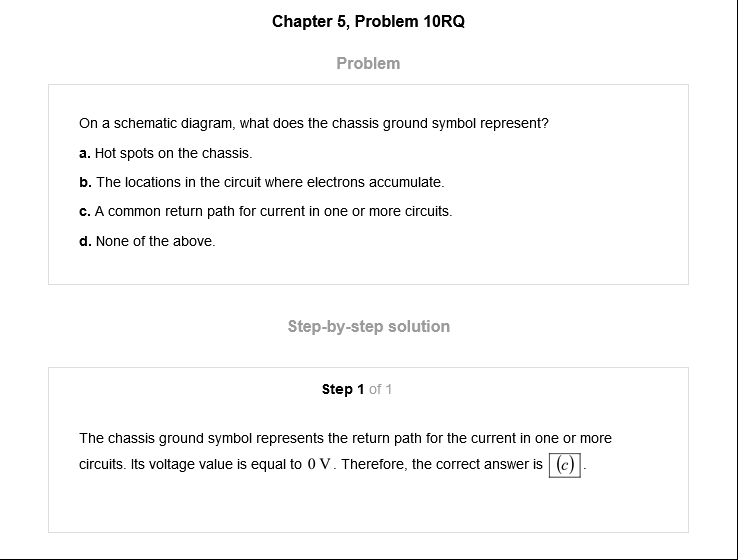 Chapter 5, Problem 10RQ
Problem
On a schematic diagram, what does the chassis ground symbol represent?
a. Hot spots on the chassis.
b. The locations in the circuit where electrons accumulate.
c. A common return path for current in one or more circuits.
d. None of the above.
Step-by-step solution
Step 1 of 1
The chassis ground symbol represents the return path for the current in one or more
circuits. Its voltage value is equal to 0 V. Therefore, the correct answer is (c).